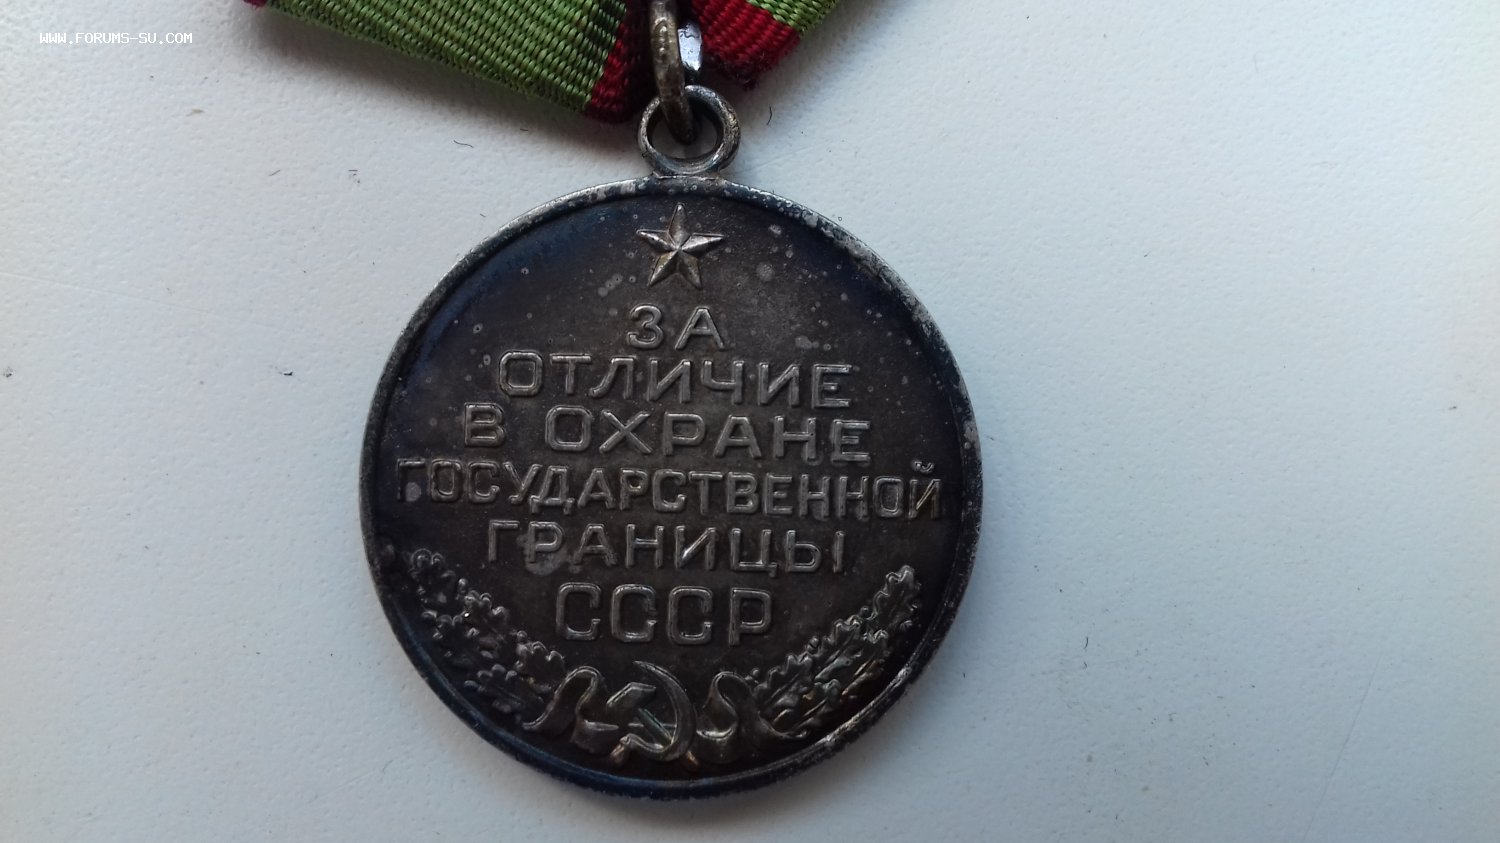 WWW.FORUMS-SU.COM
ЗА
ОТЛИЧИЕ
В ОХРАНЕ
ГОСУДАРСТВЕННОЙ
ГРАНИЦЫ
СССР